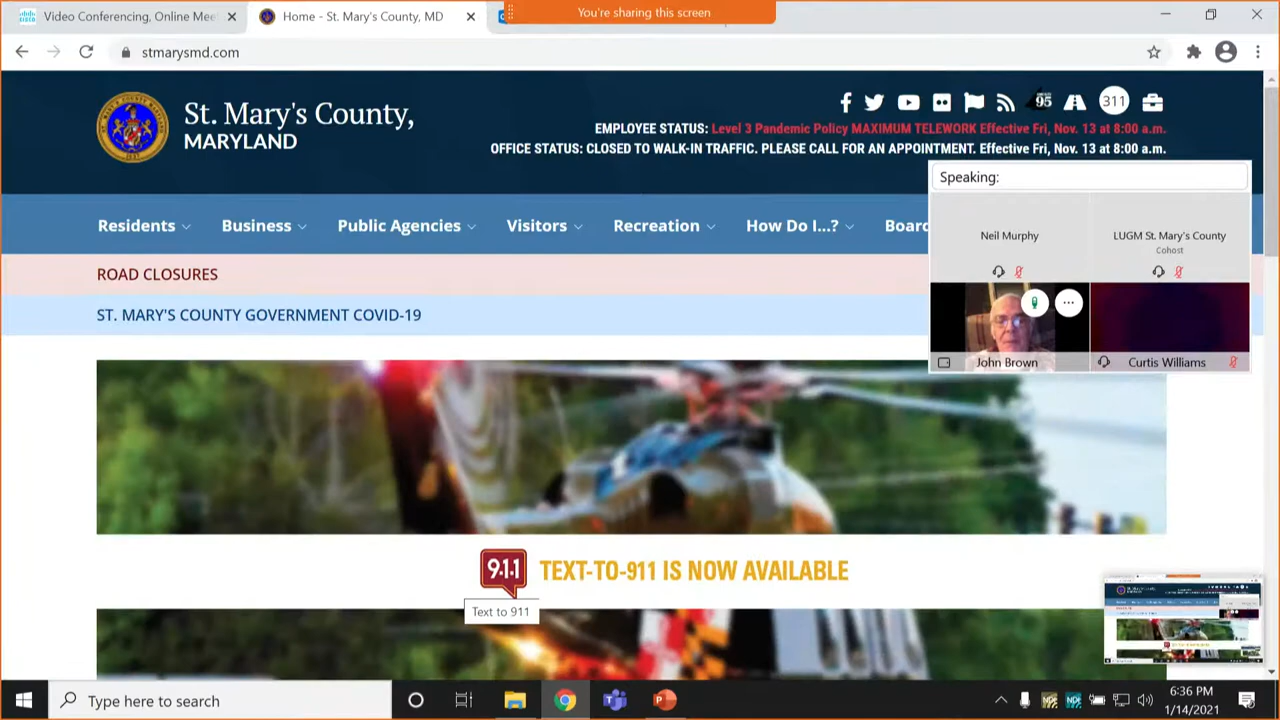 Video Conferencing, Online Mee
Home - St. Mary's County, MD
You're sharing this screen
stmarysmd.com
St. Mary's County,
MARYLAND
95
311
EMPLOYEE STATUS: Level 3 Pandemic Policy MAXIMUM TELEWORK Effective Fri, Nov. 13 at 8:00 a.m.
OFFICE STATUS: CLOSED TO WALK-IN TRAFFIC. PLEASE CALL FOR AN APPOINTMENT. Effective Fri, Nov. 13 at 8:00 a.m.
Speaking:
Residents
Business
Public Agencies
Visitors
Recreation
How Do I...?
Board
Neil Murphy
LUGM St. Mary's County
Cohost
ROAD CLOSURES
ST. MARY'S COUNTY GOVERNMENT COVID-19
John Brown
Curtis Williams
9-1-1
TEXT-TO-911 IS NOW AVAILABLE
Text to 911
Type here to search
6:36 PM
1/14/2021